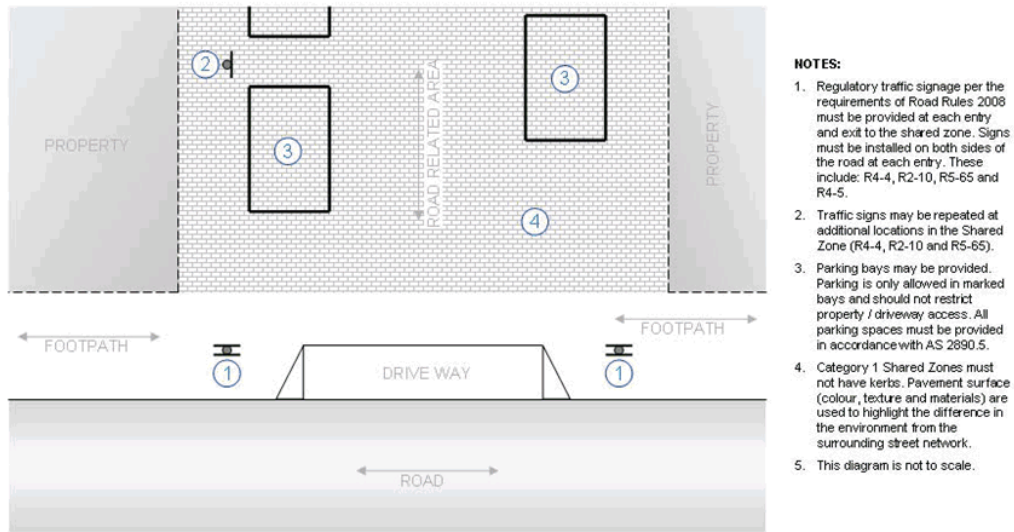 2
3
3
PROPERTY
ROAD RELATED AREA
PROPERTY
4
FOOTPATH
FOOTPATH
1
DRIVE WAY
1
ROAD
NOTES:
1. Regulatory traffic signage per the
requirements of Road Rules 2008
must be provided at each entry
and exit to the shared zone. Signs
must be installed on both sides of
the road at each entry. These
include: R4-4, R2-10, R5-65 and
R4-5.
2. Traffic signs may be repeated at
additional locations in the Shared
Zone (R4-4, R2-10 and R5-65).
3. Parking bays may be provided.
Parking is only allowed in marked
bays and should not restrict
property / driveway access. All
parking spaces must be provided
in accordance with AS 2890.5.
4. Category 1 Shared Zones must
not have kerbs. Pavement surface
(colour, texture and materials) are
used to highlight the difference in
the environment from the
surrounding street network.
5. This diagram is not to scale.